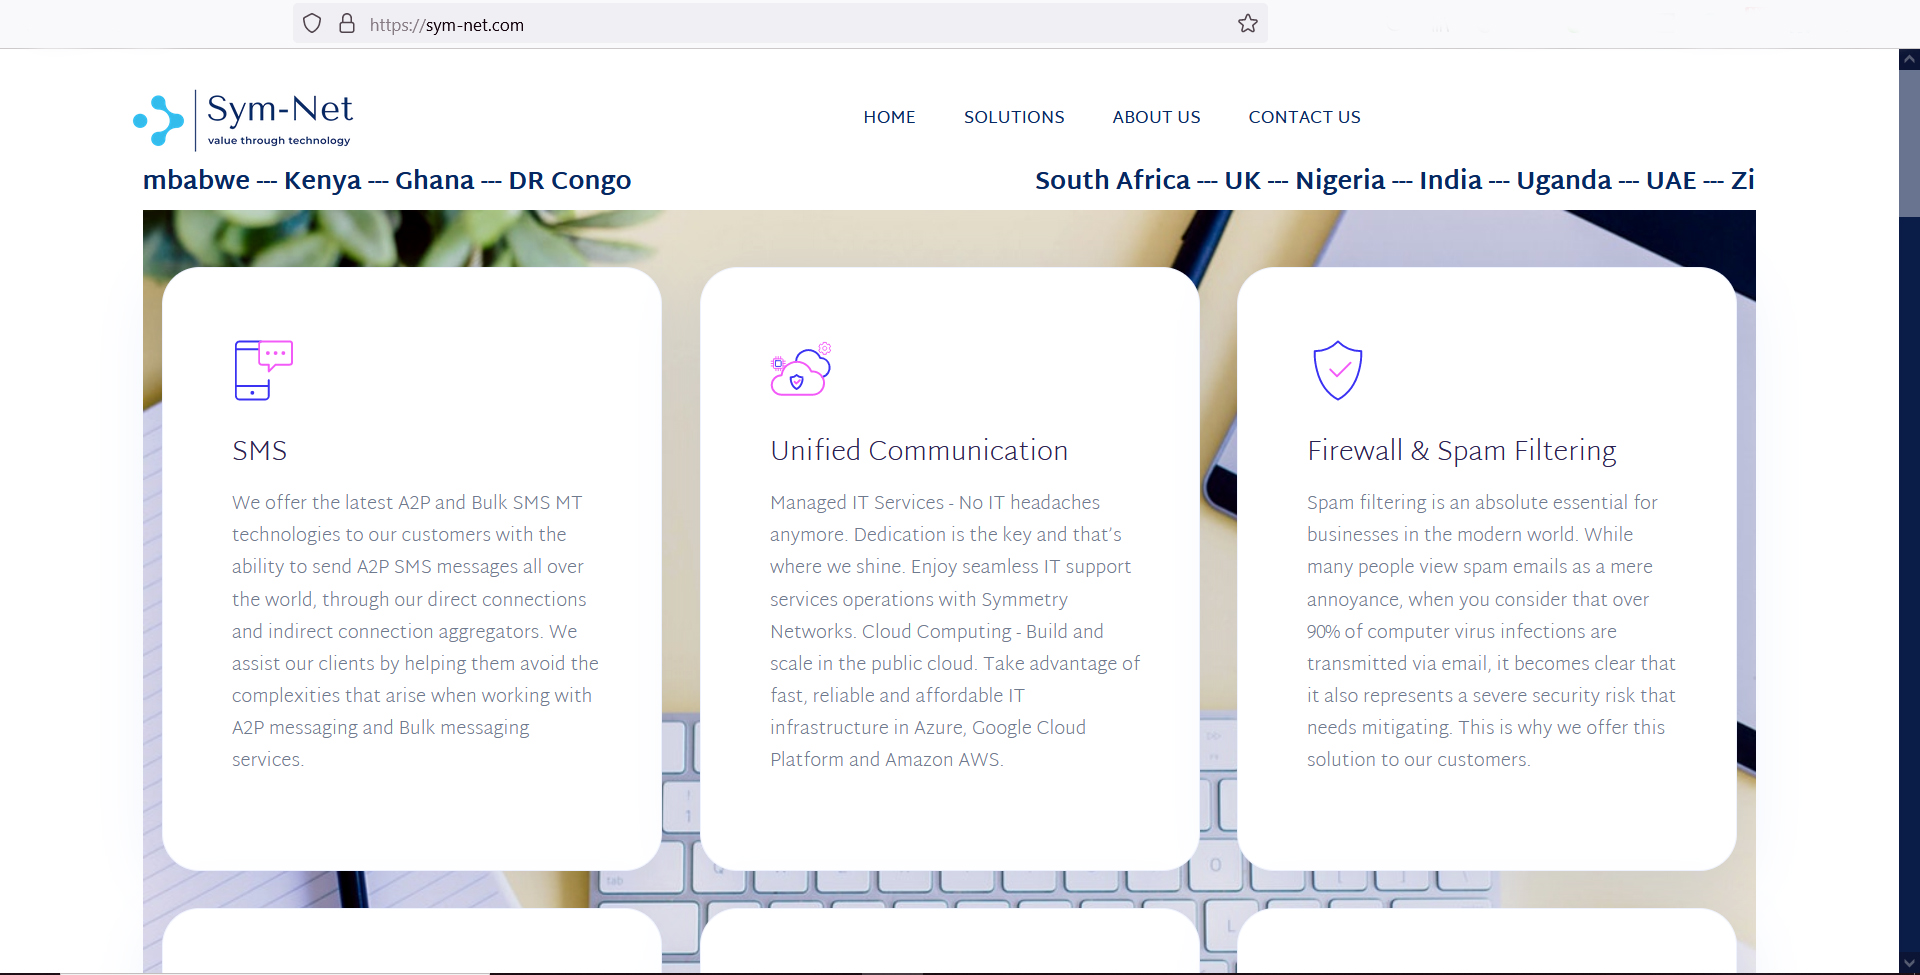 https://sym-net.com
Sym-Net
value through technology
HOME SOLUTIONS ABOUT US CONTACT US
mbabwe --- Kenya --- Ghana --- DR Congo
South Africa --- UK --- Nigeria --- India --- Uganda --- UAE --- Zi
SMS
We offer the latest A2P and Bulk SMS MT
technologies to our customers with the
ability to send A2P SMS messages all over
the world, through our direct connections
and indirect connection aggregators. We
assist our clients by helping them avoid the
complexities that arise when working with
A2P messaging and Bulk messaging
services.
Unified Communication
Managed IT Services - No IT headaches
anymore. Dedication is the key and that’s
where we shine. Enjoy seamless IT support
services operations with Symmetry
Networks. Cloud Computing - Build and
scale in the public cloud. Take advantage of
fast, reliable and affordable IT
infrastructure in Azure, Google Cloud
Platform and Amazon AWS.
Firewall & Spam Filtering
Spam filtering is an absolute essential for
businesses in the modern world. While
many people view spam emails as a mere
annoyance, when you consider that over
90% of computer virus infections are
transmitted via email, it becomes clear that
it also represents a severe security risk that
needs mitigating. This is why we offer this
solution to our customers.
tab
O
L